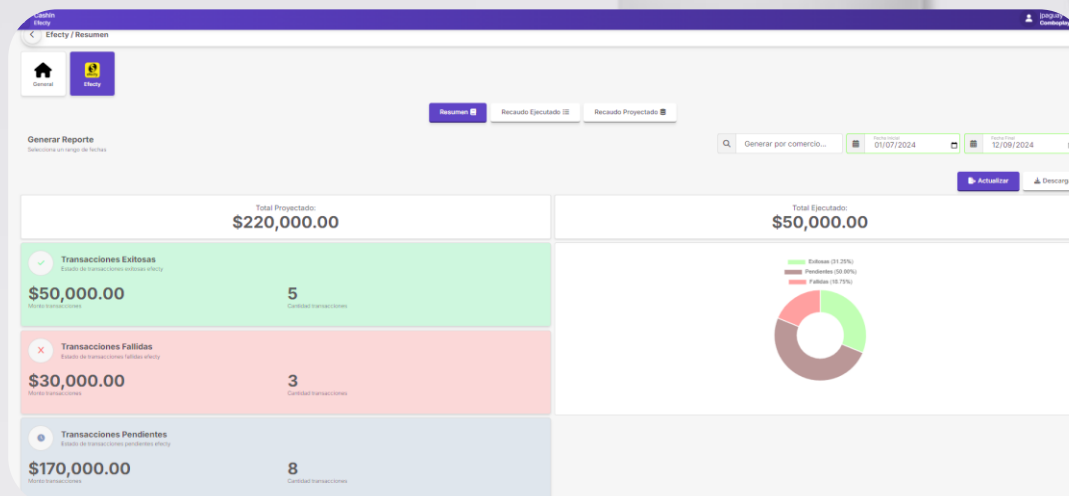 CashIn
Efecty
jpaguay
Comboplay
Efecty / Resumen
General
Efecty
Resumen
Recaudo Ejecutado
Recaudo Proyectado
Generar Reporte
Selecciona un rango de fechas
Generar por comercio...
Fecha Inicial
01/07/2024
Fecha Final
12/09/2024
Actualizar
Descarg
Total Proyectado:
$220,000.00
Total Ejecutado:
$50,000.00
Transacciones Exitosas
Estado de transacciones exitosas efecty
$50,000.00
Monto transacciones
5
Cantidad transacciones
Exitosas (31.25%)
Pendientes (50.00%)
Fallidas (18.75%)
Transacciones Fallidas
Estado de transacciones fallidas efecty
$30,000.00
Monto transacciones
3
Cantidad transacciones
Transacciones Pendientes
Estado de transacciones pendientes efecty
$170,000.00
Monto transacciones
8
Cantidad transacciones